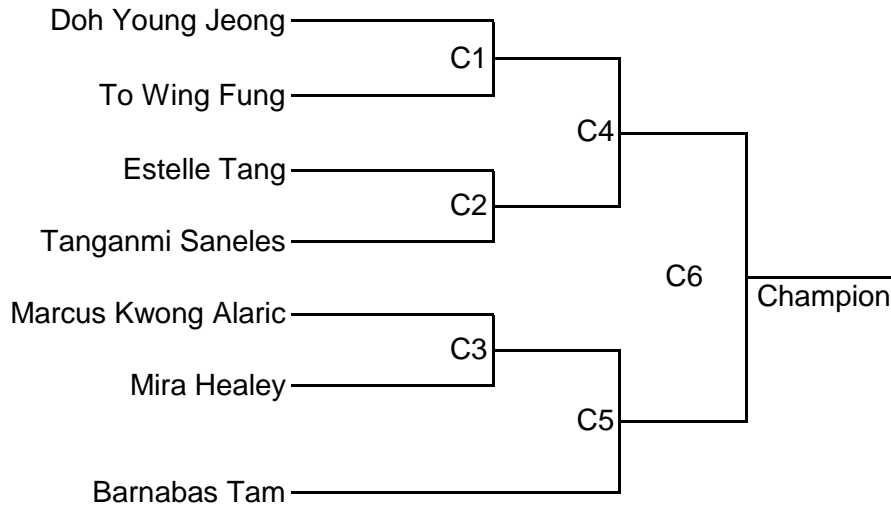 Doh Young Jeong
C1
To Wing Fung
C4
Estelle Tang
C2
Tanganmi Saneles
C6
Champion
Marcus Kwong Alaric
C3
Mira Healey
C5
Barnabas Tam